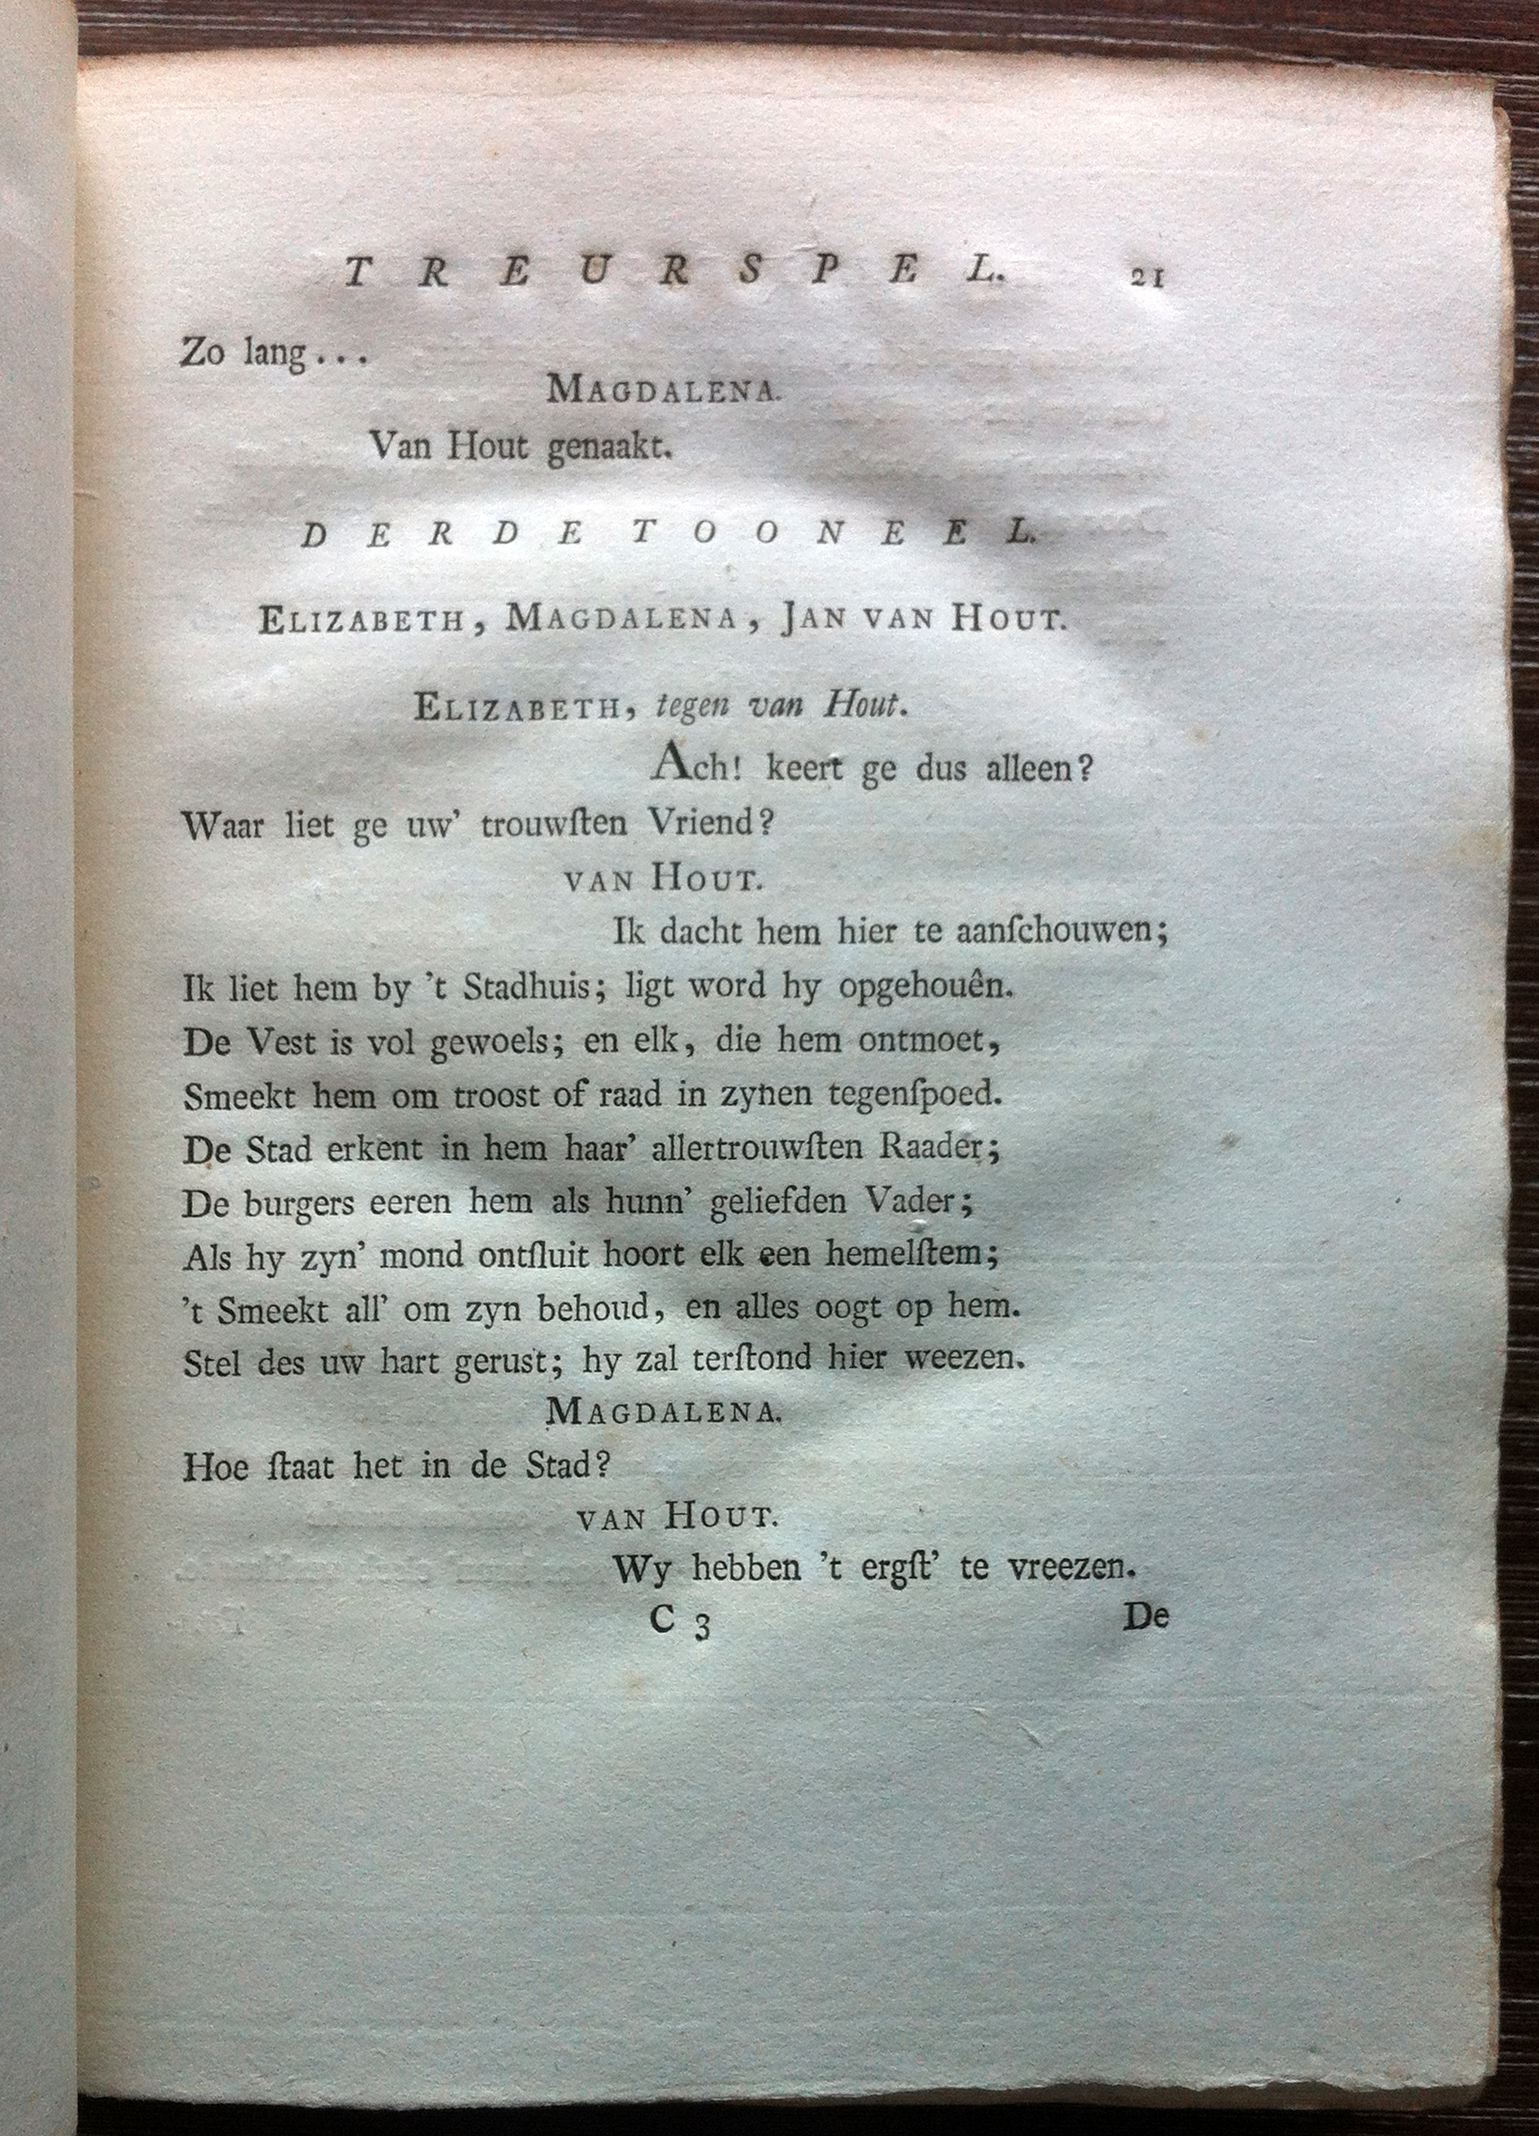 TREURSPEL. 21
Zo lang...
MAGDALENA.
Van Hout genaakt.
DERDE TOONEEL.
ELIZABETH, MAGDALENA, JAN VAN HOUT.
ELIZABETH, tegen van Hout.
Ach! keert ge dus alleen?
Waar liet ge uw' trouwſten Vriend?
VAN HOUT.
Ik dacht hem hier te aanſchouwen;
Ik liet hem by 't Stadhuis; ligt word hy opgehouên.
De Vest is vol gewoels; en elk, die hem ontmoet,
Smeekt hem om troost of raad in zynen tegenſpoed.
De Stad erkent in hem haar' allertrouwſten Raader;
De burgers eeren hem als hunn' geliefden Vader;
Als hy zyn' mond ontſluit hoort elk een hemelſtem;
't Smeekt all' om zyn behoud, en alles oogt op hem.
Stel des uw hart gerust; hy zal terſtond hier weezen.
MAGDALENA.
Hoe ſtaat het in de Stad?
VAN HOUT.
Wy hebben 't ergſt' te vreezen.
C 3 De